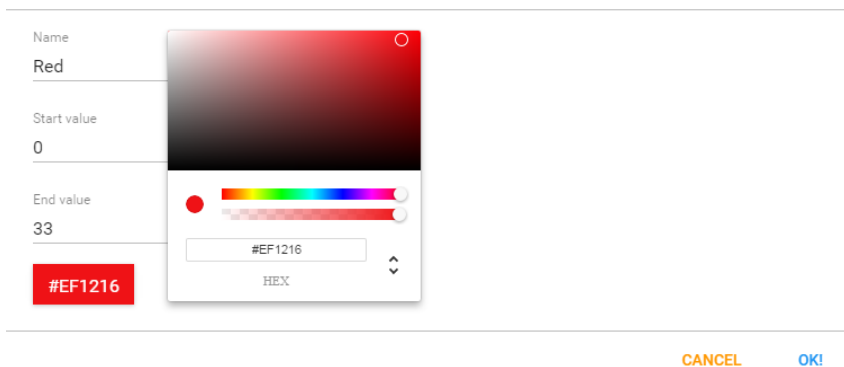 Name
Red
Start value
0
End value
33
#EF1216
#EF1216
HEX
CANCEL OK!